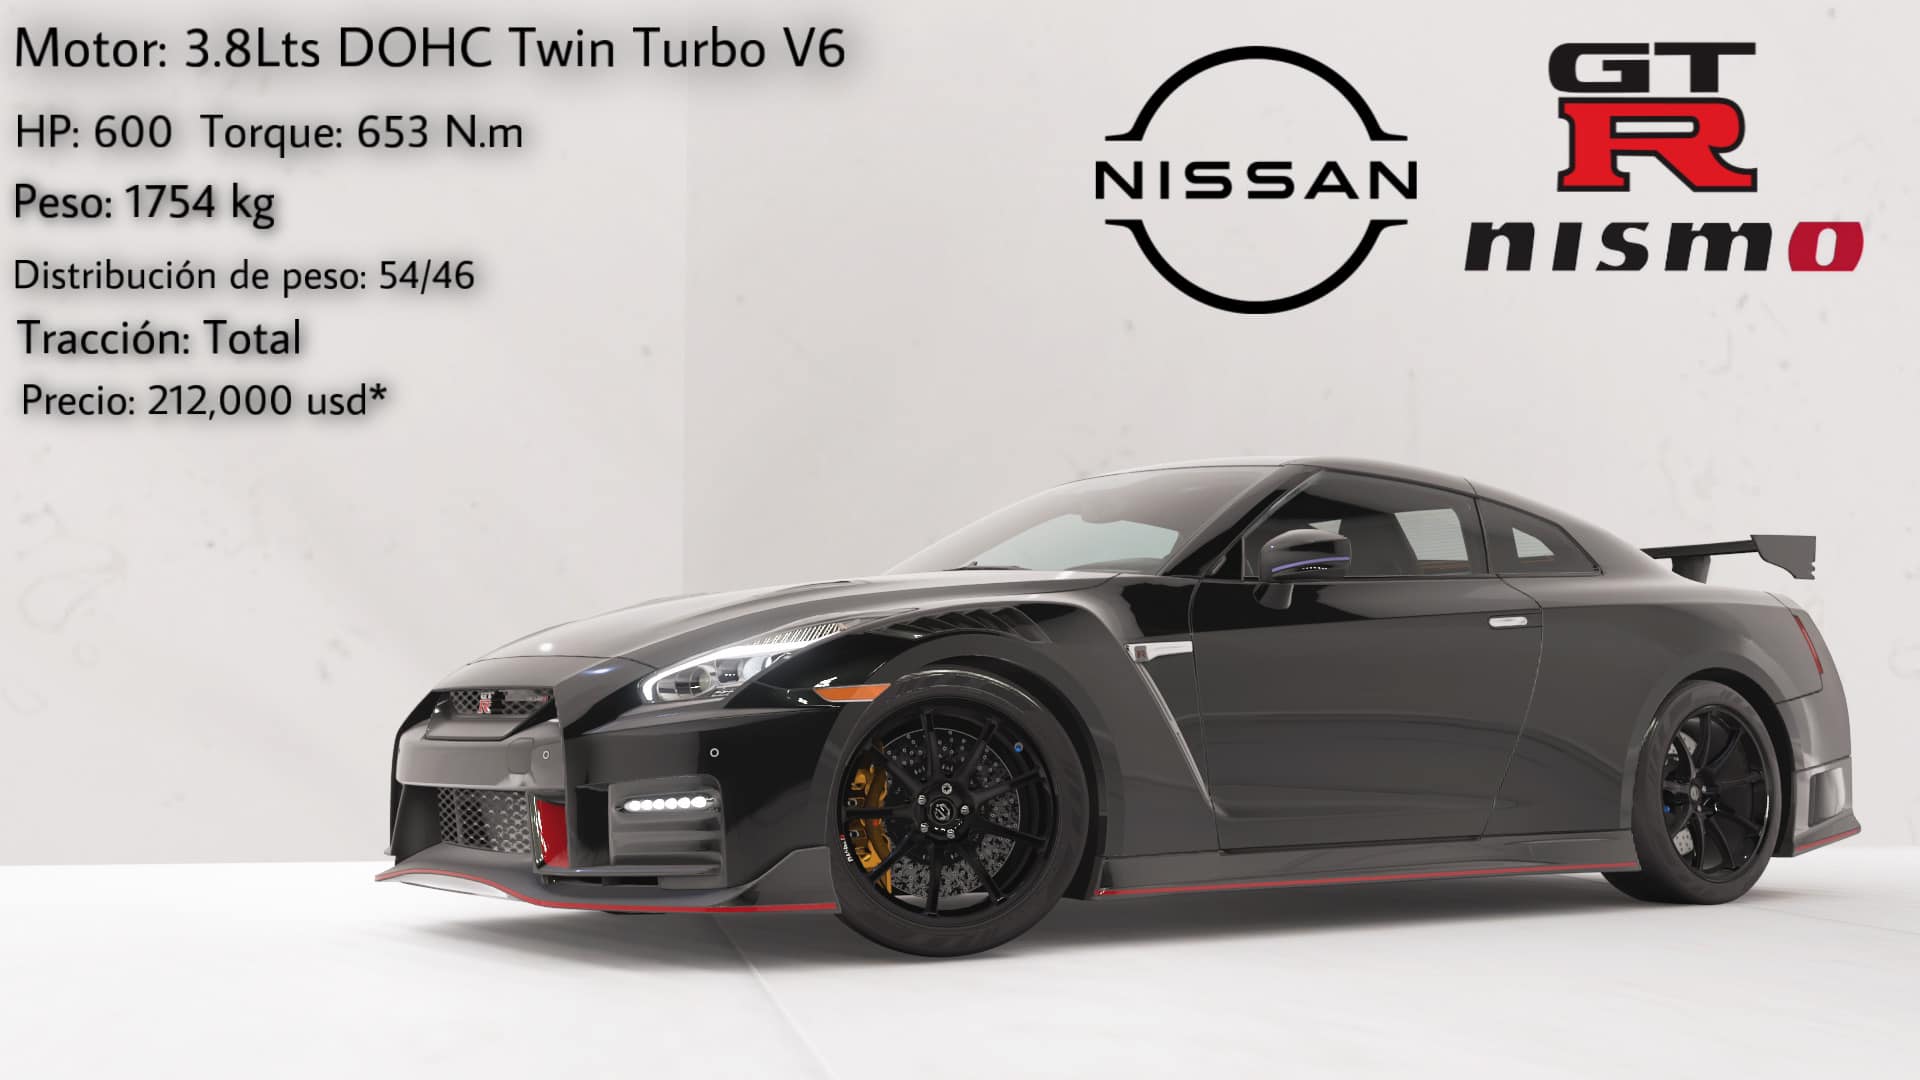 Motor: 3.8Lts DOHC Twin Turbo V6
HP: 600 Torque: 653 N.m
Peso: 1754 kg
Distribución de peso: 54/46
Tracción: Total
Precio: 212,000 usd*
NISSAN
GT
R
nismo
GT
R
R